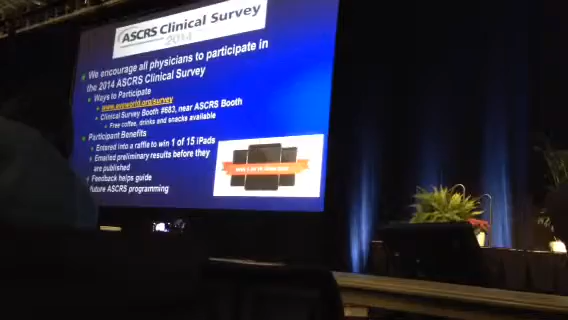 ASCRS Clinical Survey
2014
We encourage all physicians to participate in
the 2014 ASCRS Clinical Survey
Ways to Participate
www.eyeworld.org/survey
Clinical Survey Booth #683, near ASCRS Booth
Free coffee, drinks and snacks available
Participant Benefits
Entered into a raffle to win 1 of 15 iPads
Emailed preliminary results before they
are published
Feedback helps guide
future ASCRS programming